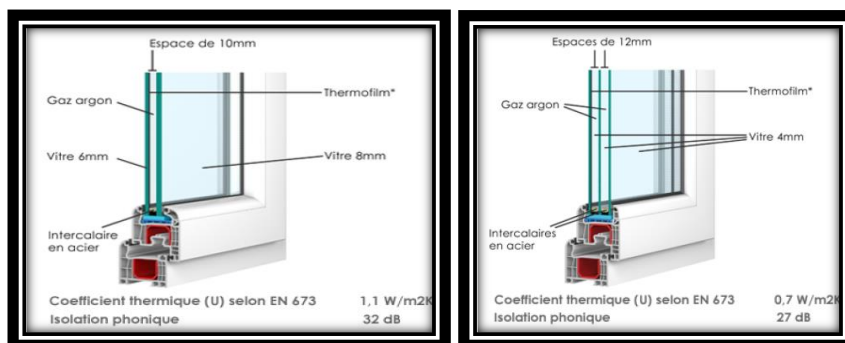 Espace de 10mm
Gaz argon
Thermofilm*
Vitre 6mm
Vitre 8mm
Intercalaire
en acier
Coefficient thermique (U) selon EN 673 1,1 W/m2K
Isolation phonique 32 dB
Espaces de 12mm
Thermofilm*
Gaz argon
Vitre 4mm
Intercalaires
en acier
Coefficient thermique (U) selon EN 673 0,7 W/m2K
Isolation phonique 27 dB